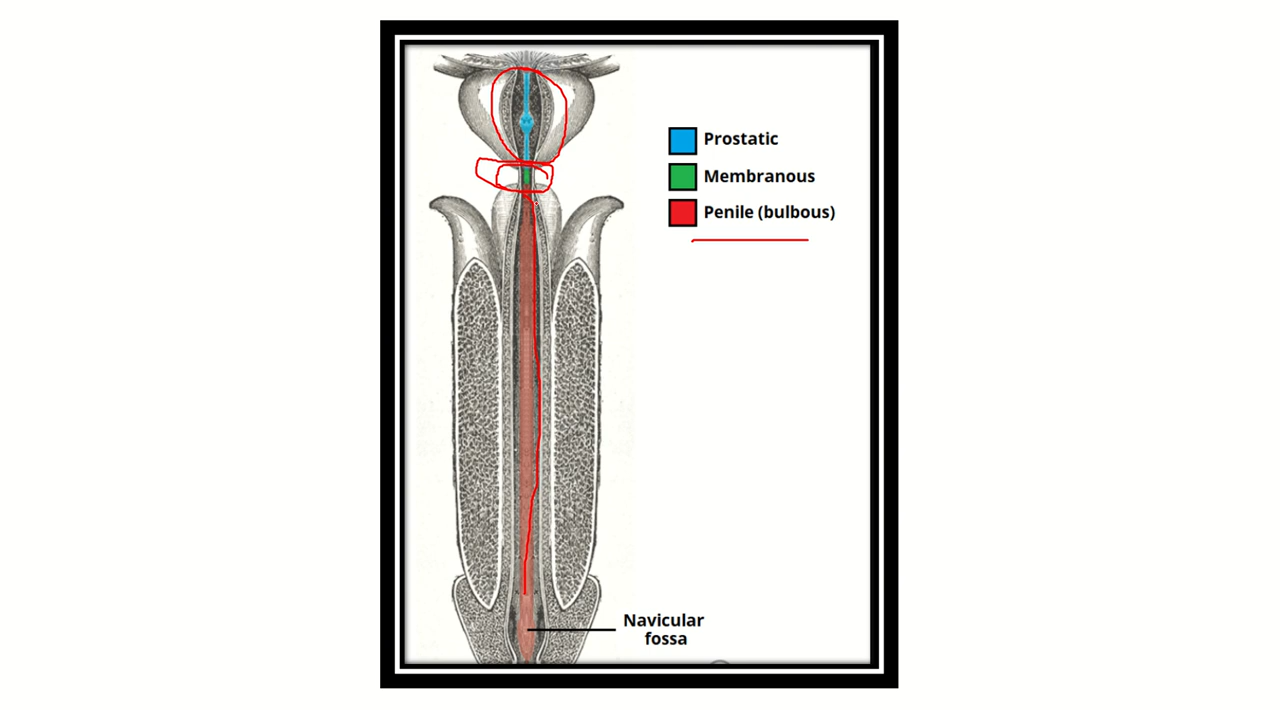 Prostatic
Membranous
Penile (bulbous)
Navicular
fossa